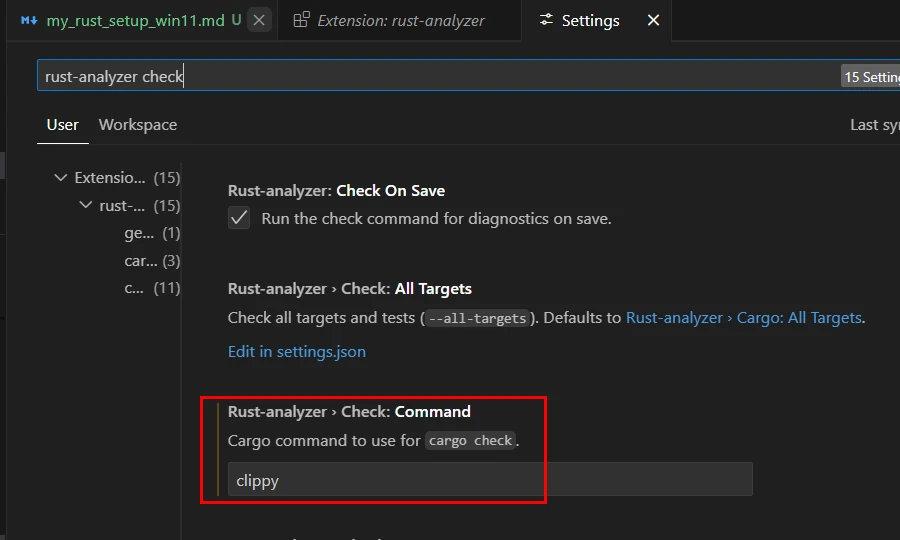 my_rust_setup_win11.md U
Extension: rust-analyzer
Settings
rust-analyzer check
15 Settin
User
Workspace
Last sy
Extensio... (15)
rust-... (15)
ge... (1)
car... (3)
c... (11)
Rust-analyzer: Check On Save
Run the check command for diagnostics on save.
Rust-analyzer › Check: All Targets
Check all targets and tests (--all-targets). Defaults to Rust-analyzer › Cargo: All Targets.
Edit in settings.json
Rust-analyzer › Check: Command
Cargo command to use for cargo check.
clippy